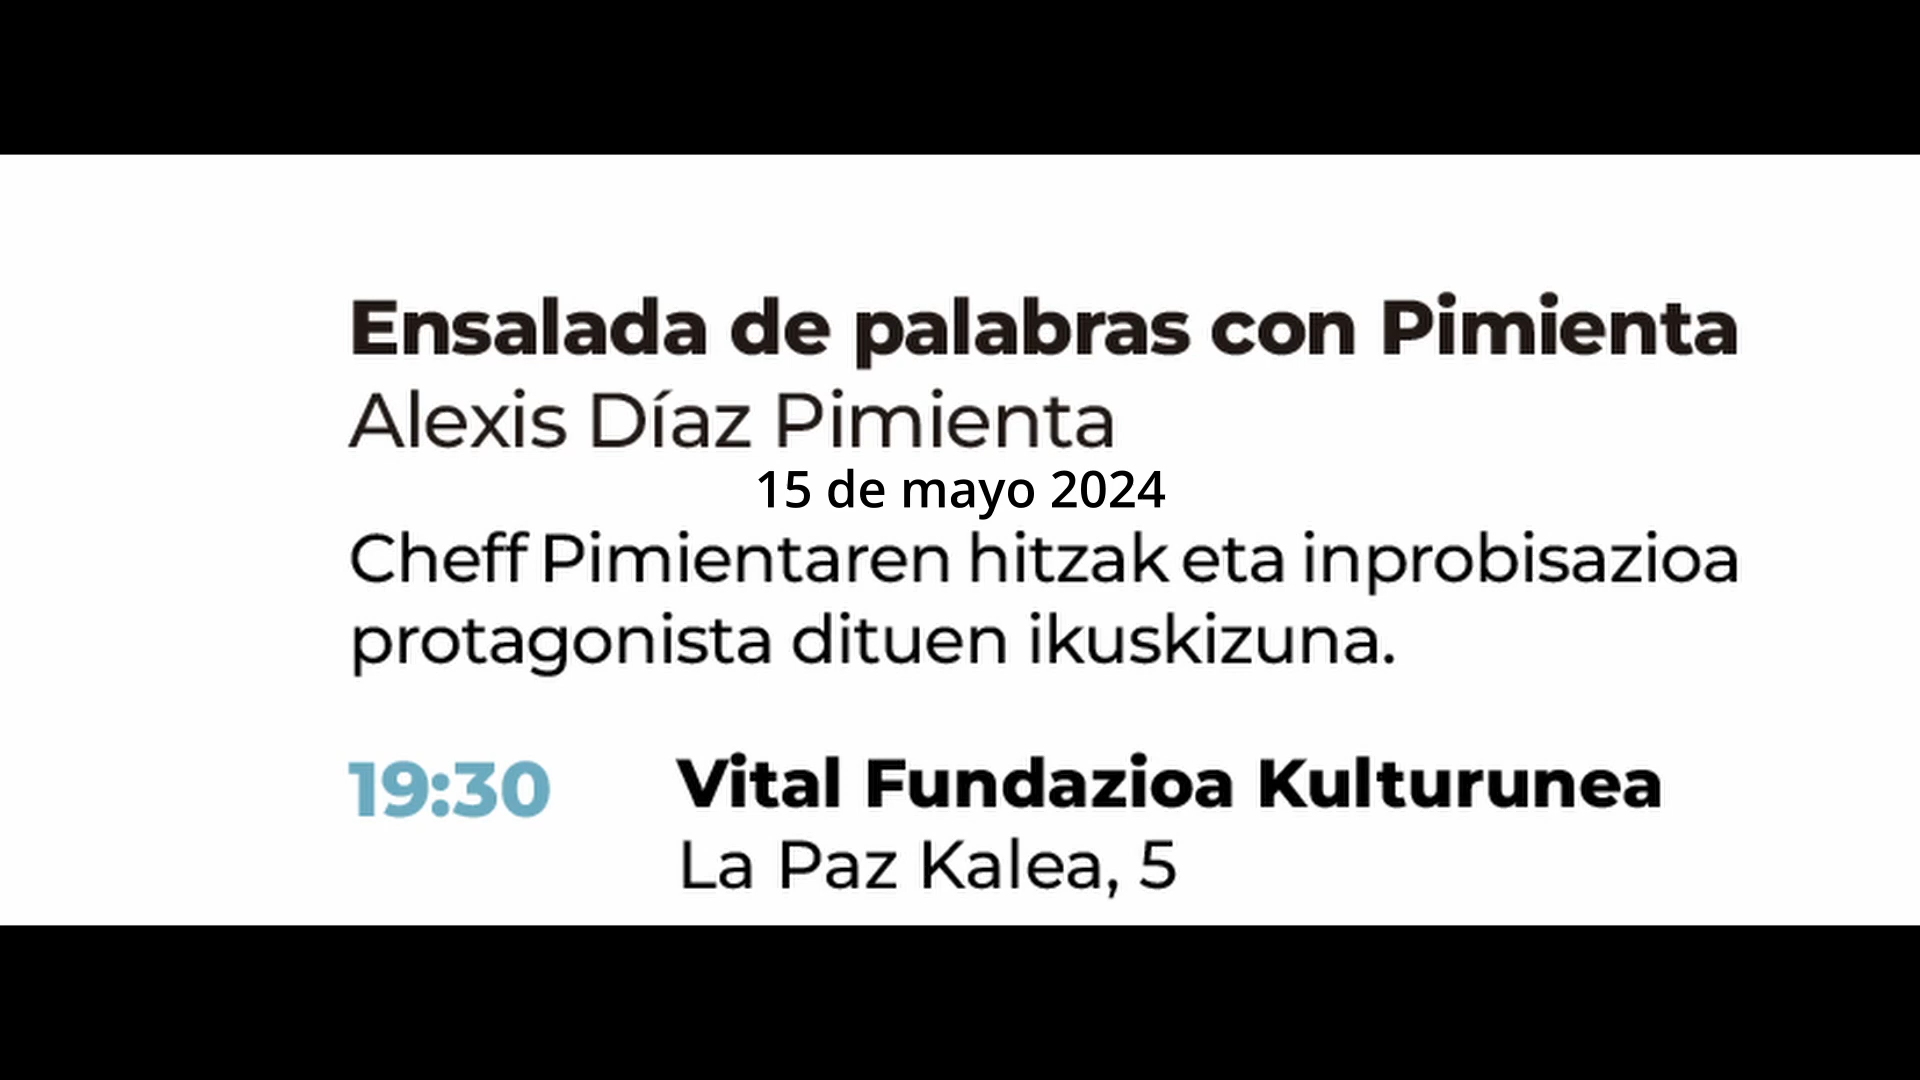 Ensalada de palabras con Pimienta
Alexis Díaz Pimienta
15 de mayo 2024
Cheff Pimientaren hitzak eta inprobisazioa
protagonista dituen ikuskizuna.
19:30 Vital Fundazioa Kulturunea
La Paz Kalea, 5